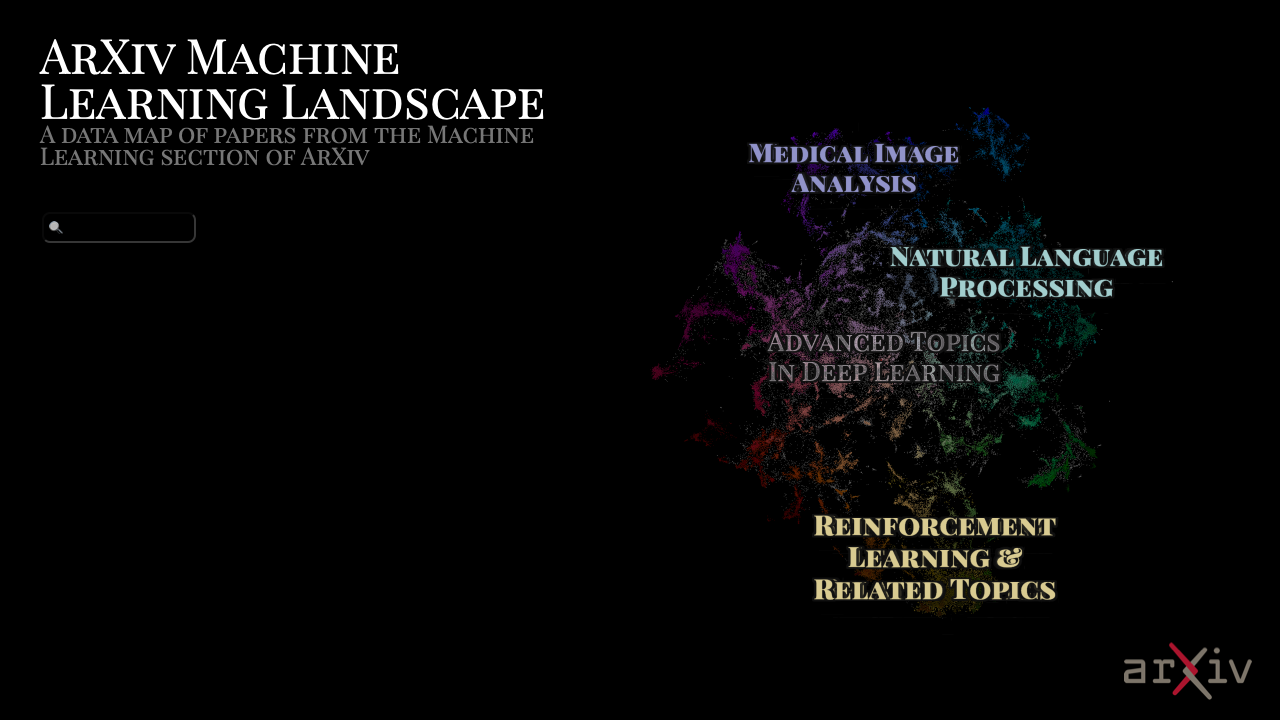 ArXiv Machine
Learning Landscape
A data map of papers from the Machine
Learning section of ArXiv
Medical Image
Analysis
Natural Language
Processing
Advanced Topics
In Deep Learning
Reinforcement
Learning &
Related Topics
arXiv